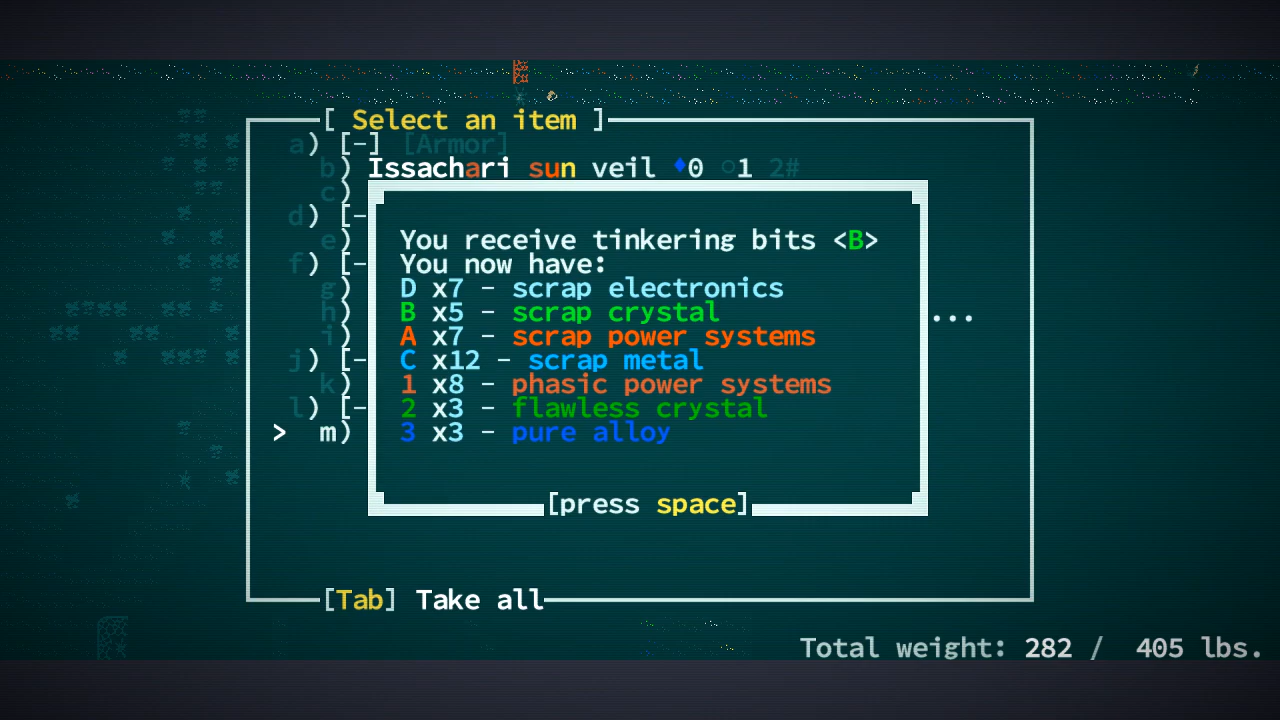 [ Select an item ]
a) [-] [Armor]
b) Issachari sun veil ♦0 ○1 2#
c)
d) [-
e)
f) [-
g)
h) ...
i)
j) [-
k)
l) [-
> m)
You receive tinkering bits <B>
You now have:
D x7 - scrap electronics
B x5 - scrap crystal
A x7 - scrap power systems
C x12 - scrap metal
1 x8 - phasic power systems
2 x3 - flawless crystal
3 x3 - pure alloy
[press space]
[Tab] Take all
Total weight: 282 / 405 lbs.